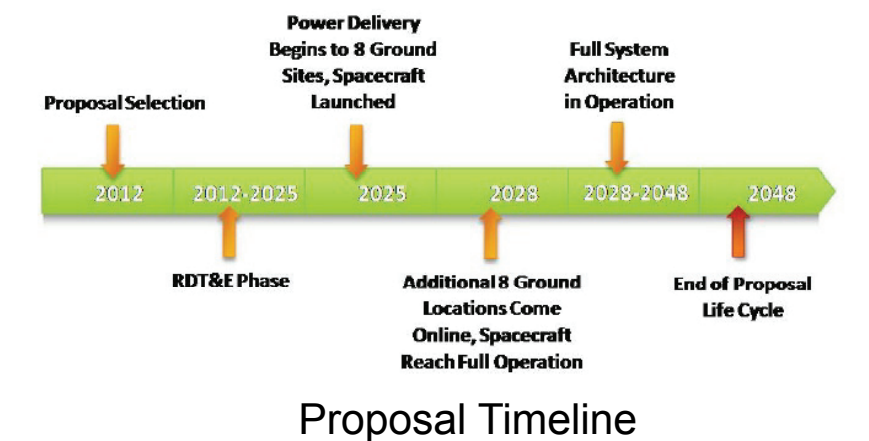 Power Delivery
Begins to 8 Ground
Sites, Spacecraft
Launched
Full System
Architecture
in Operation
Proposal Selection
2012
2012-2025
2025
2028
2028-2048
2048
RDT&E Phase
Additional 8 Ground
Locations Come
Online, Spacecraft
Reach Full Operation
End of Proposal
Life Cycle
Proposal Timeline